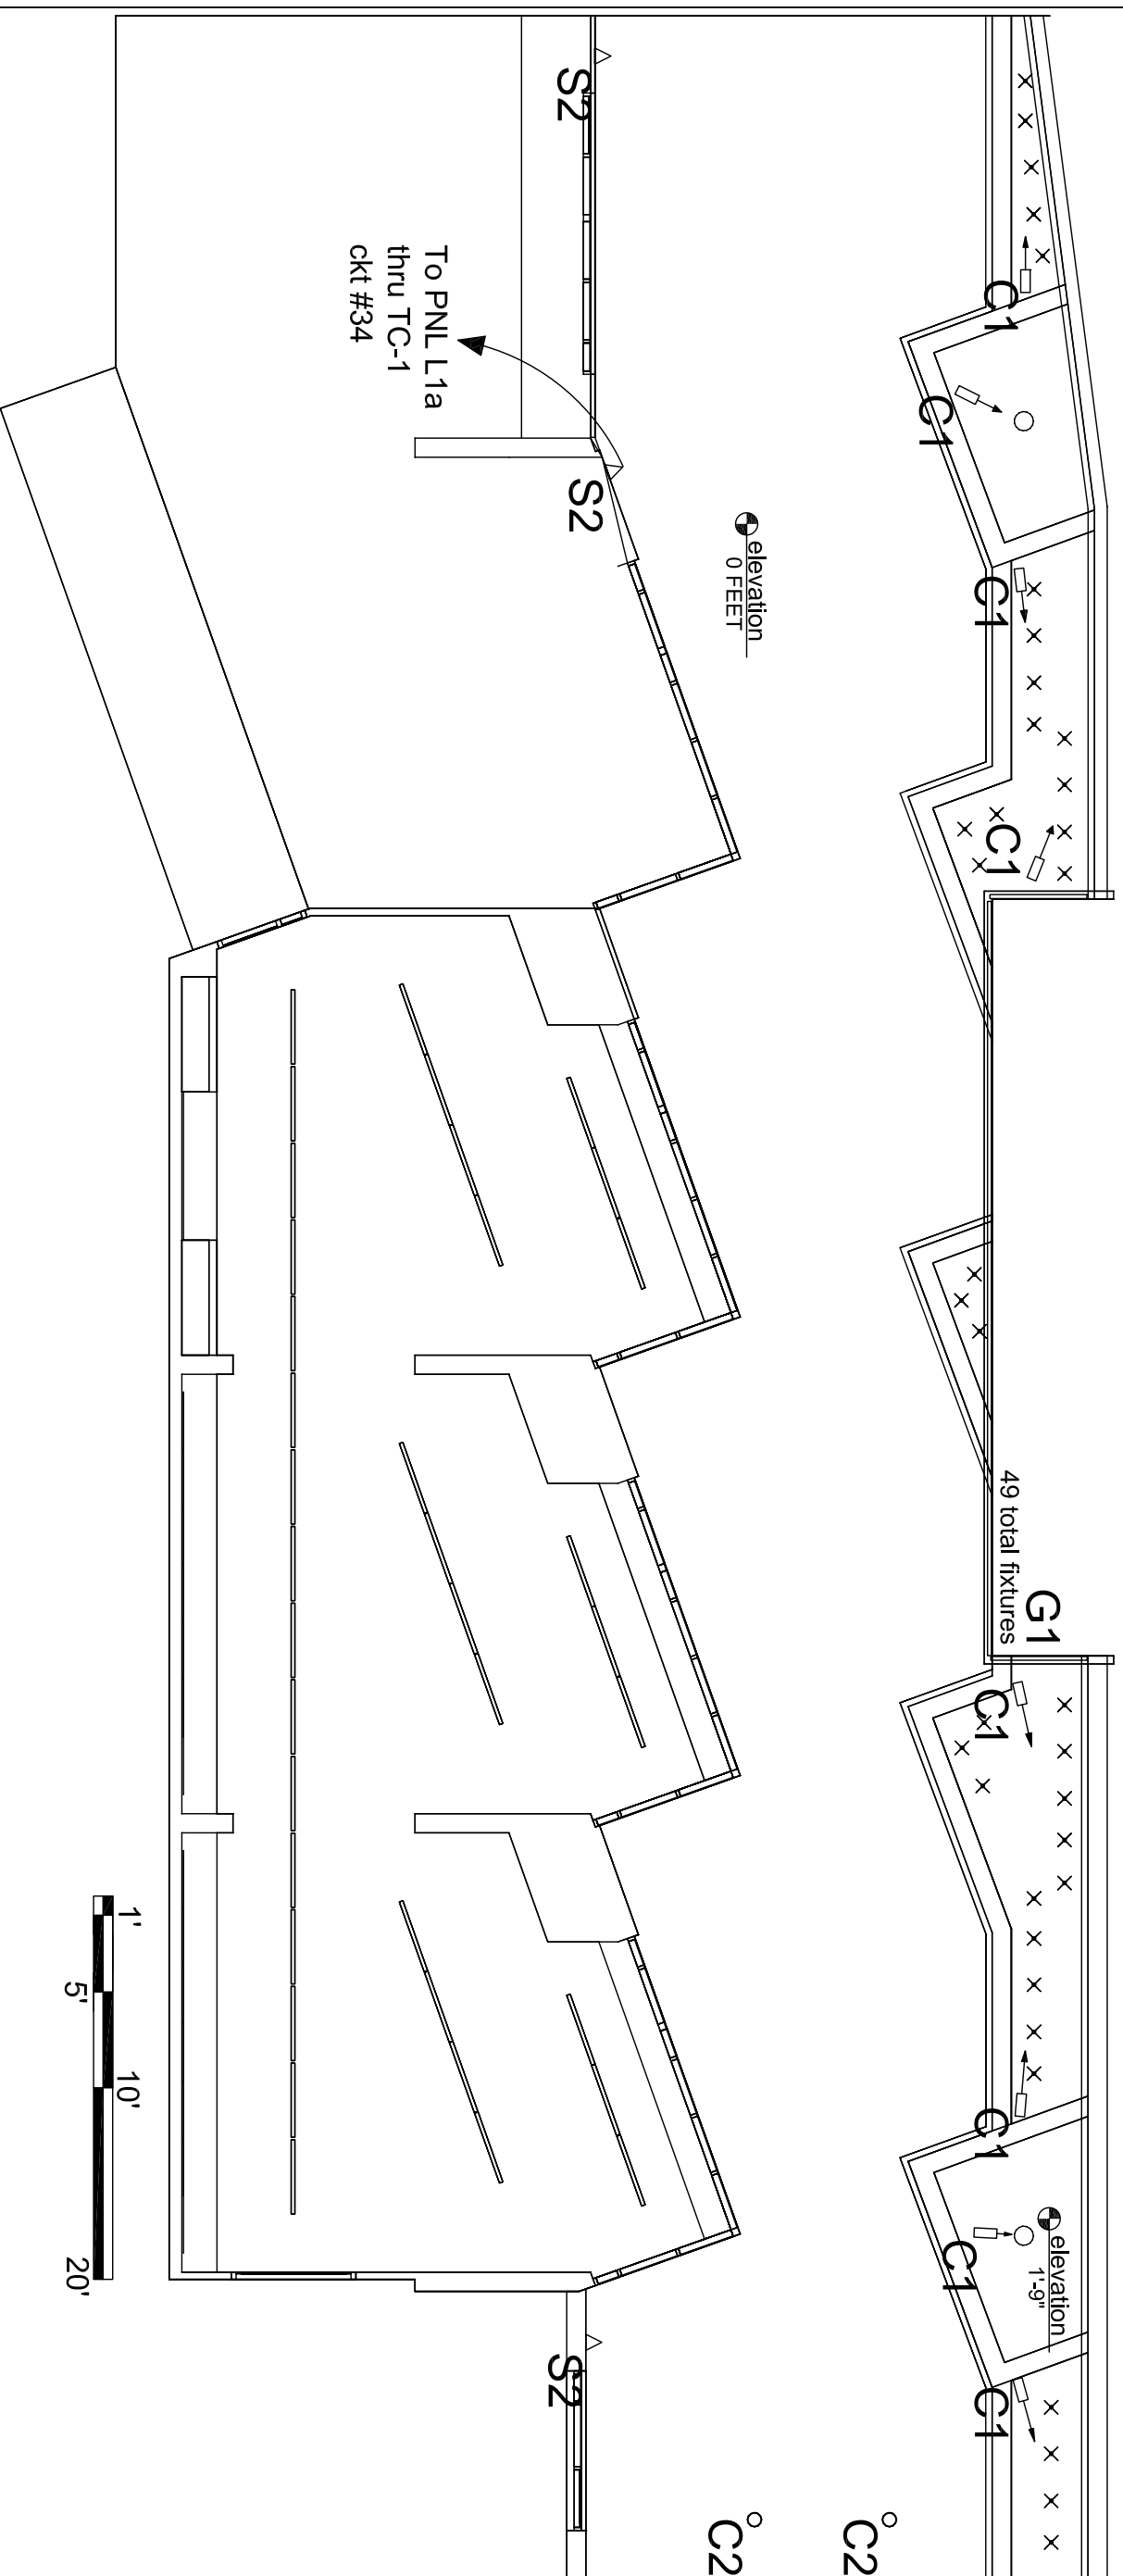 C1
C1
C1
C1
49 total fixtures
G1
C1
C1
elevation
1'-9"
C1
C1
elevation
0 FEET
C2
C2
S2
S2
S2
To PNL L1a
thru TC-1
ckt #34
1'
5'
10'
20'